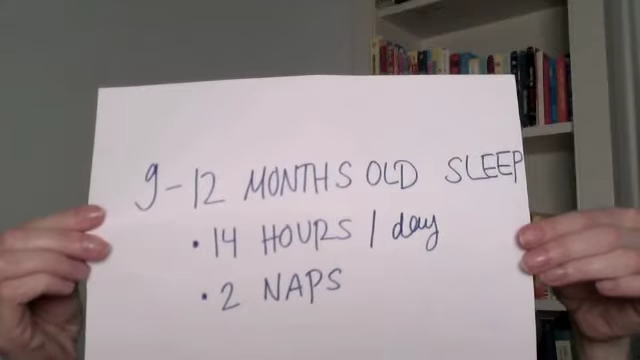 9-12 MONTHS OLD SLEEP
• 14 HOURS / day
• 2 NAPS